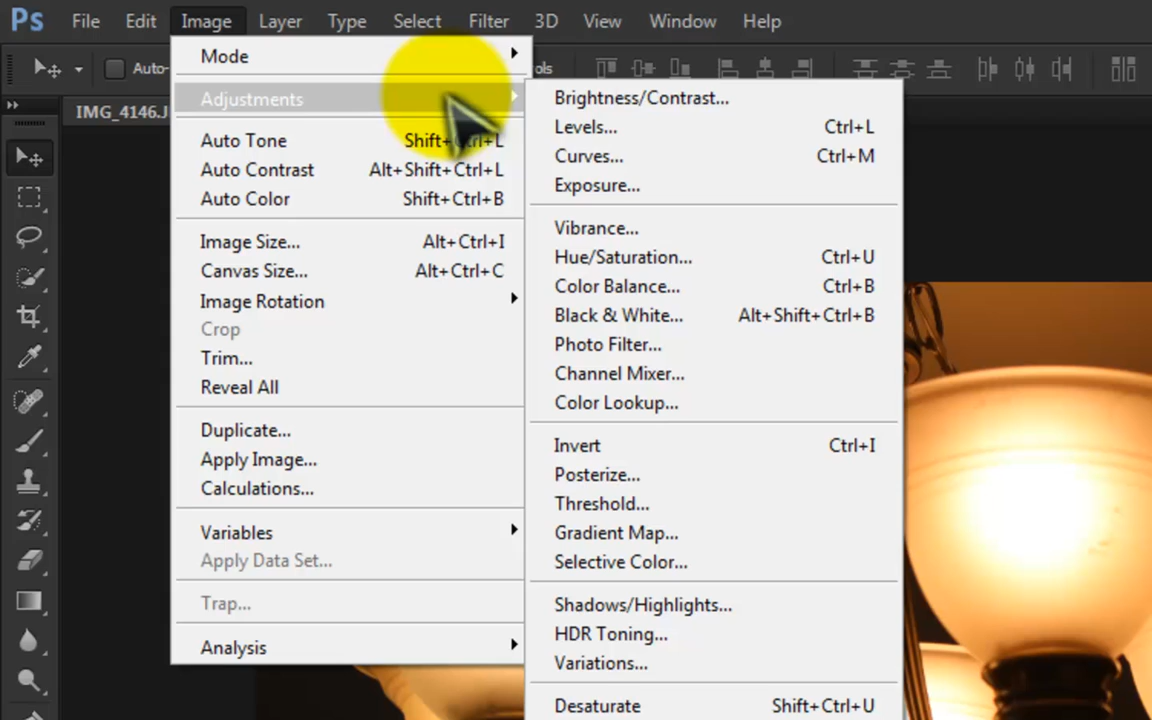 Ps File Edit Image Layer Type Select Filter 3D View Window Help
Mode
Auto-
IMG_4146.J
Adjustments
Auto Tone Shift+Ctrl+L
Auto Contrast Alt+Shift+Ctrl+L
Auto Color Shift+Ctrl+B
Image Size... Alt+Ctrl+I
Canvas Size... Alt+Ctrl+C
Image Rotation
Crop
Trim...
Reveal All
Duplicate...
Apply Image...
Calculations...
Variables
Apply Data Set...
Trap...
Analysis
Brightness/Contrast...
Levels... Ctrl+L
Curves... Ctrl+M
Exposure...
Vibrance...
Hue/Saturation... Ctrl+U
Color Balance... Ctrl+B
Black & White... Alt+Shift+Ctrl+B
Photo Filter...
Channel Mixer...
Color Lookup...
Invert Ctrl+I
Posterize...
Threshold...
Gradient Map...
Selective Color...
Shadows/Highlights...
HDR Toning...
Variations...
Desaturate Shift+Ctrl+U